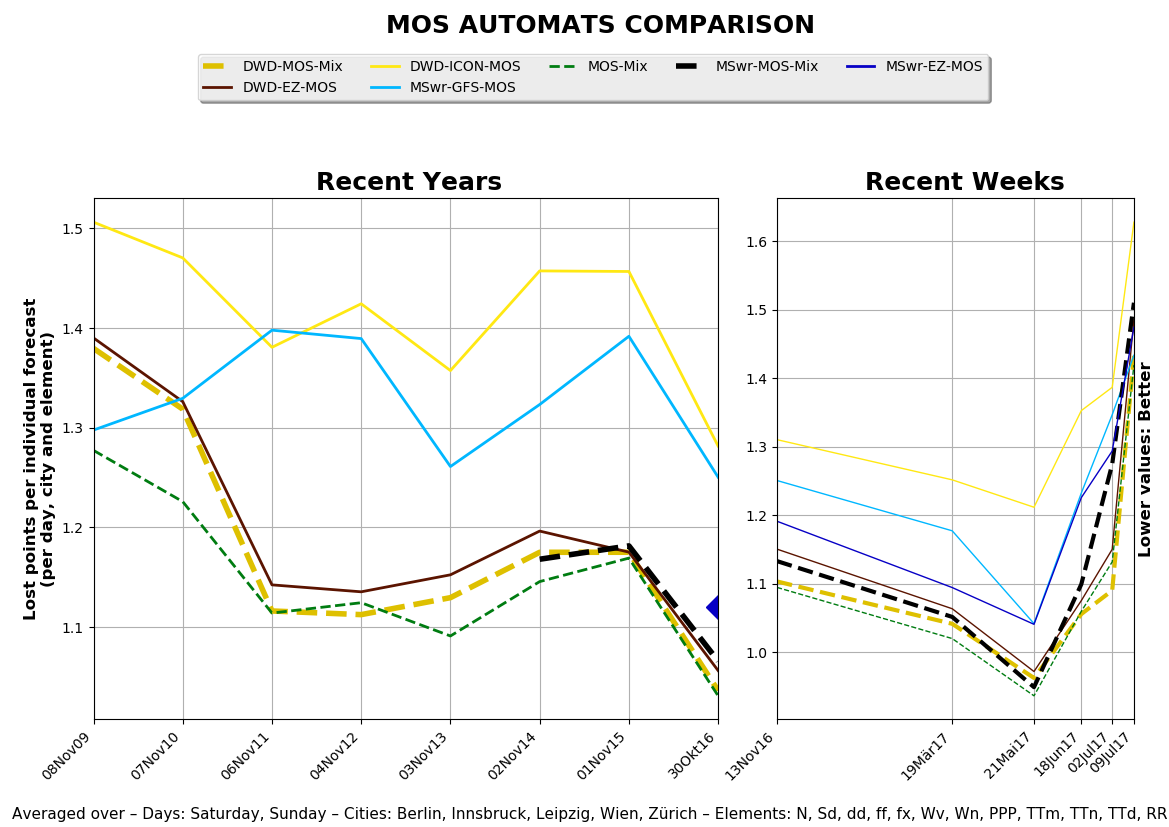 MOS AUTOMATS COMPARISON
DWD-MOS-Mix DWD-ICON-MOS MOS-Mix MSwr-MOS-Mix MSwr-EZ-MOS
DWD-EZ-MOS MSwr-GFS-MOS
Recent Years
Lost points per individual forecast
(per day, city and element)
1.5
1.4
1.3
1.2
1.1
08Nov09 07Nov10 06Nov11 04Nov12 03Nov13 02Nov14 01Nov15 30Okt16
Recent Weeks
1.6
1.5
1.4
1.3
1.2
1.1
1.0
13Nov16 19Mär17 21Mai17 18Jun17 02Jul17 09Jul17
Lower values: Better
Averaged over – Days: Saturday, Sunday – Cities: Berlin, Innsbruck, Leipzig, Wien, Zürich – Elements: N, Sd, dd, ff, fx, Wv, Wn, PPP, TTm, TTn, TTd, RR